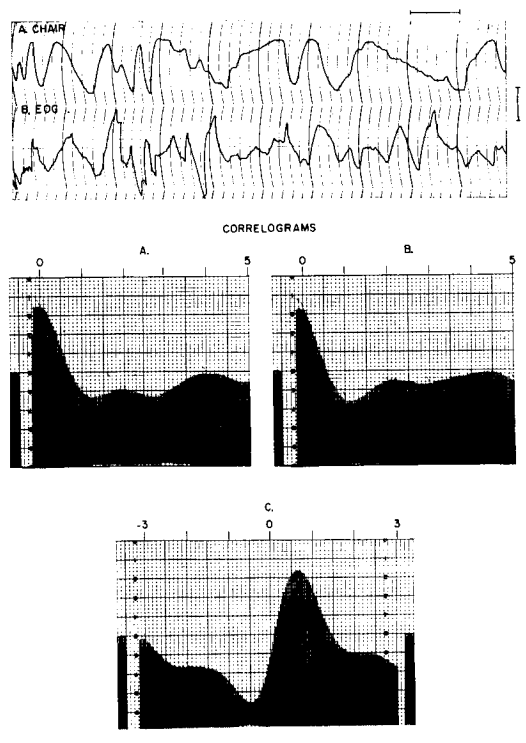 A. CHAIR
B. EOG
CORRELOGRAMS
A. B.
0 5 0 5
C.
-3 0 3